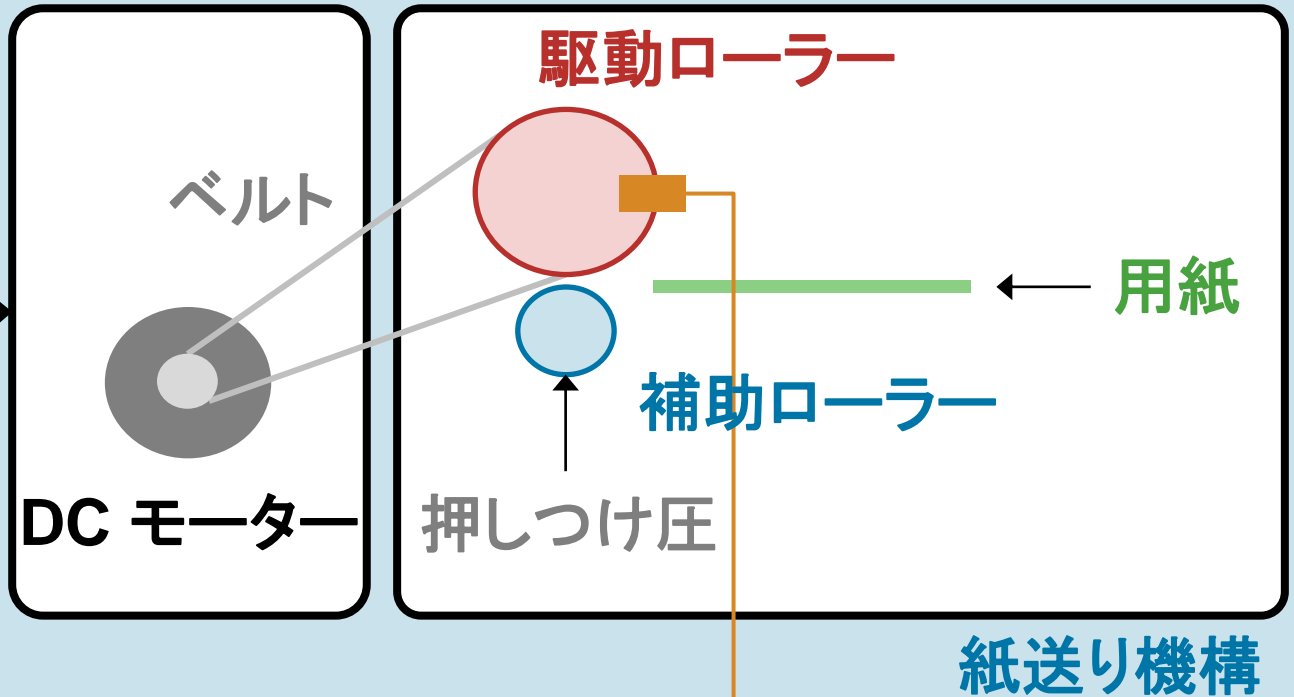 駆動ローラー
ベルト
用紙
補助ローラー
DC モーター
押しつけ圧
紙送り機構